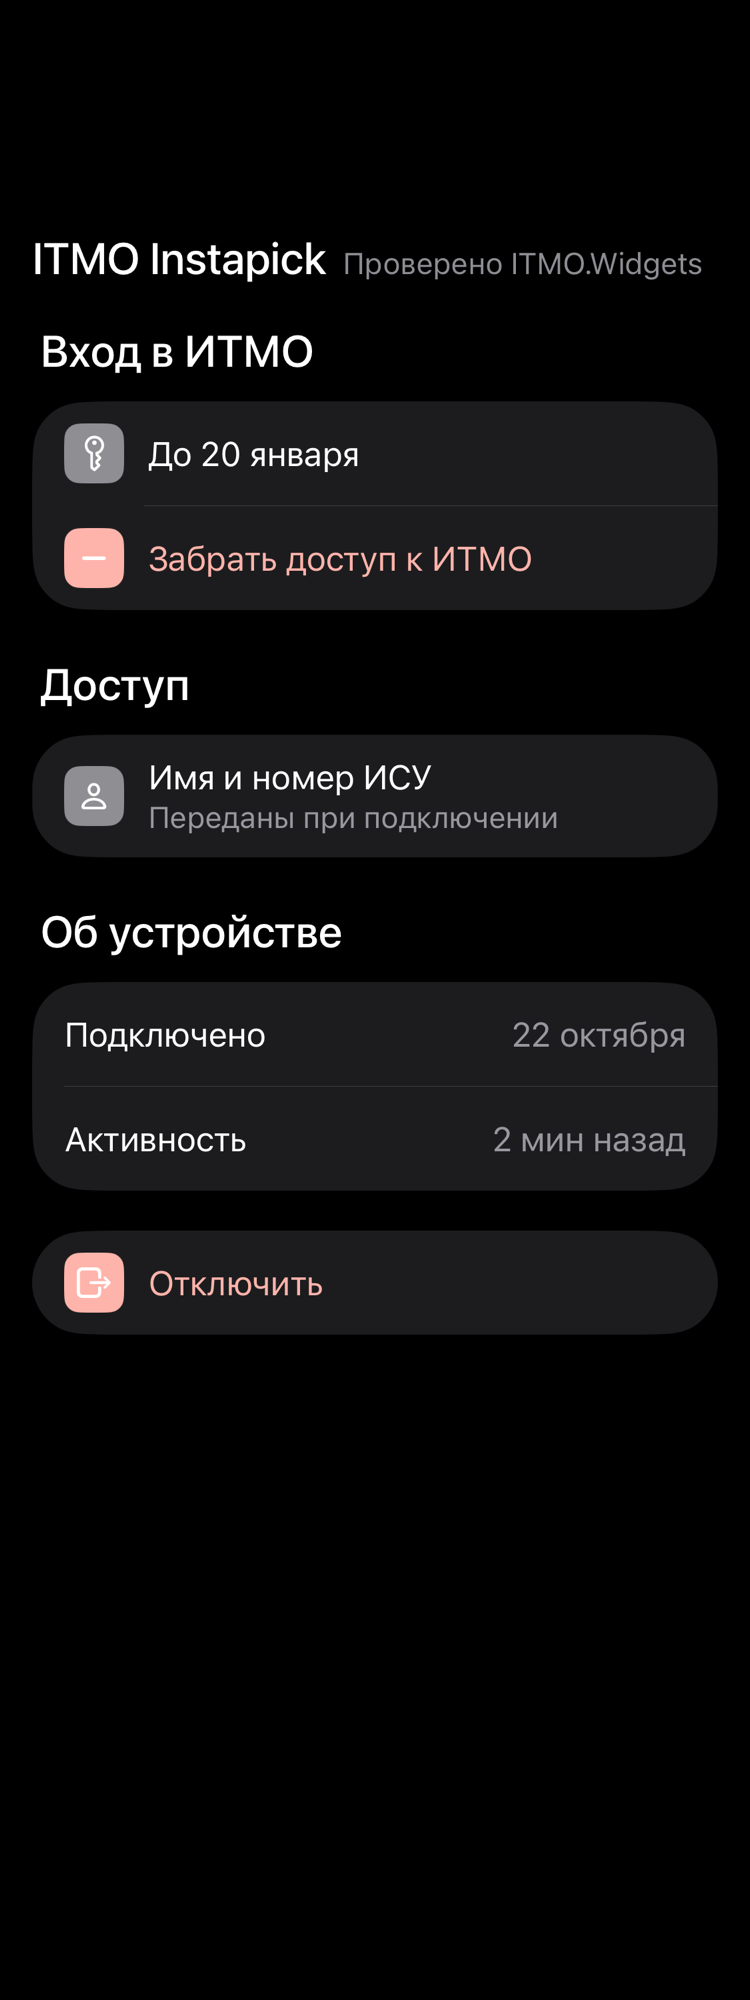 ITMO Instapick Проверено ITMO.Widgets
Вход в ИТМО
До 20 января
Забрать доступ к ИТМО
Доступ
Имя и номер ИСУ
Переданы при подключении
Об устройстве
Подключено 22 октября
Активность 2 мин назад
Отключить